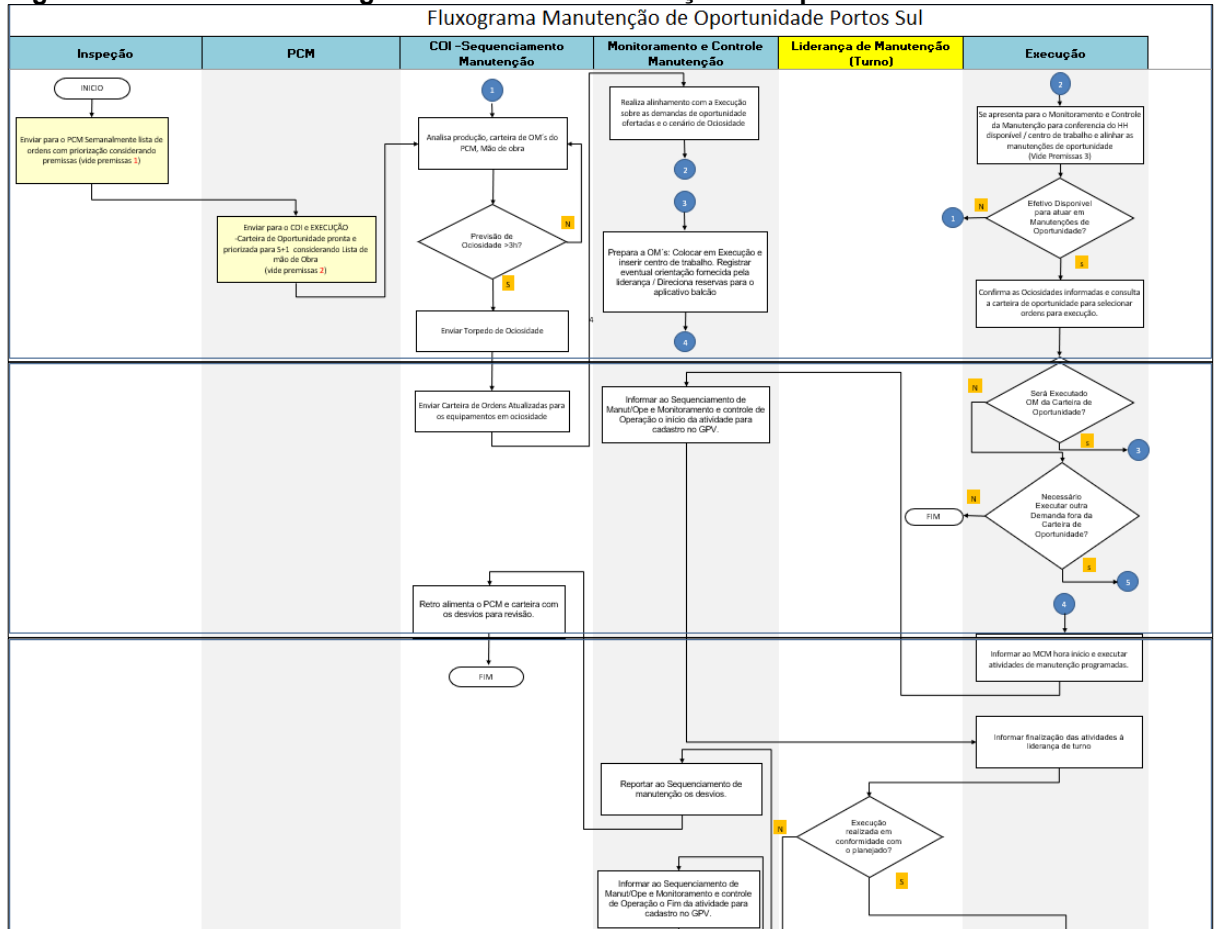 Fluxograma Manutenção de Oportunidade Portos Sul
Inspeção
PCM
COI -Sequenciamento
Manutenção
Monitoramento e Controle
Manutenção
Liderança de Manutenção
(Turno)
Execução
INICIO
Enviar para o PCM Semanalmente lista de
ordens com priorização considerando
premissas (vide premissas 1)
Enviar para o COI e EXECUÇÃO
-Carteira de Oportunidade pronta e
priorizada para S+1 considerando Lista de
mão de Obra
(vide premissas 2)
1
Analisa produção, carteira de OM´s do
PCM, Mão de obra
Previsão de
Ociosidade >3h?
N
S
Enviar Torpedo de Ociosidade
Enviar Carteira de Ordens Atualizadas para
os equipamentos em ociosidade
Retro alimenta o PCM e carteira com
os desvios para revisão.
FIM
Realiza alinhamento com a Execução
sobre as demandas de oportunidade
ofertadas e o cenário de Ociosidade
2
3
Prepara a OM´s: Colocar em Execução e
inserir centro de trabalho. Registrar
eventual orientação fornecida pela
liderança / Direciona reservas para o
aplicativo balcão
4
4
Informar ao Sequenciamento de
Manut/Ope e Monitoramento e controle de
Operação o início da atividade para
cadastro no GPV.
Reportar ao Sequenciamento de
manutenção os desvios.
Informar ao Sequenciamento de
Manut/Ope e Monitoramento e controle
de Operação o Fim da atividade para
cadastro no GPV.
2
Se apresenta para o Monitoramento e Controle
da Manutenção para conferencia do HH
disponível / centro de trabalho e alinhar as
manutenções de oportunidade
(Vide Premissas 3)
Efetivo Disponivel
para atuar em
Manutenções de
Oportunidade?
N
1
s
Confirma as Ociosidades informadas e consulta
a carteira de oportunidade para selecionar
ordens para execução.
Será Executado
OM da Carteira de
Oportunidade?
N
s
3
Necessário
Executar outra
Demanda fora da
Carteira de
Oportunidade?
N
FIM
s
5
4
Informar ao MCM hora inicio e executar
atividades de manutenção programadas.
Informar finalização das atividades à
liderança de turno
Execução
realizada em
conformidade com
o planejado?
N
S